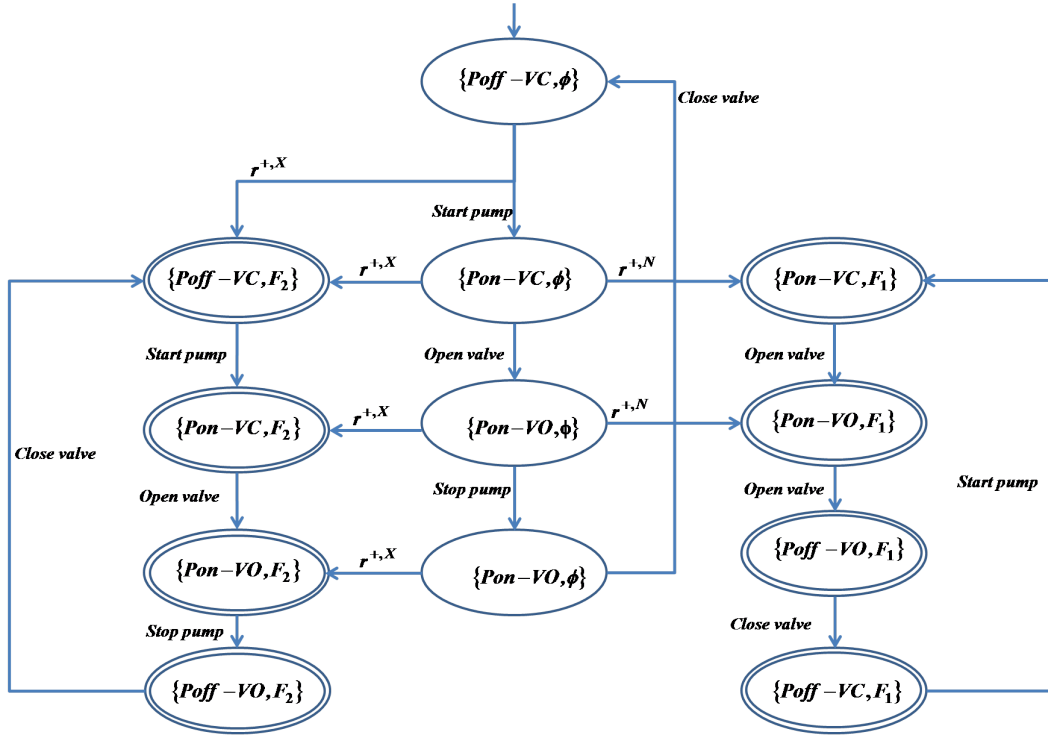 {Poff−VC,ϕ}
Close valve
r+,X
Start pump
{Poff−VC,F2}
r+,X
{Pon−VC,ϕ}
r+,N
{Pon−VC,F1}
Start pump
Open valve
Open valve
{Pon−VC,F2}
r+,X
{Pon−VO,ϕ}
r+,N
{Pon−VO,F1}
Close valve
Open valve
Stop pump
Open valve
Start pump
{Poff−VO,F1}
{Pon−VO,F2}
r+,X
{Pon−VO,ϕ}
Stop pump
Close valve
{Poff−VO,F2}
{Poff−VC,F1}